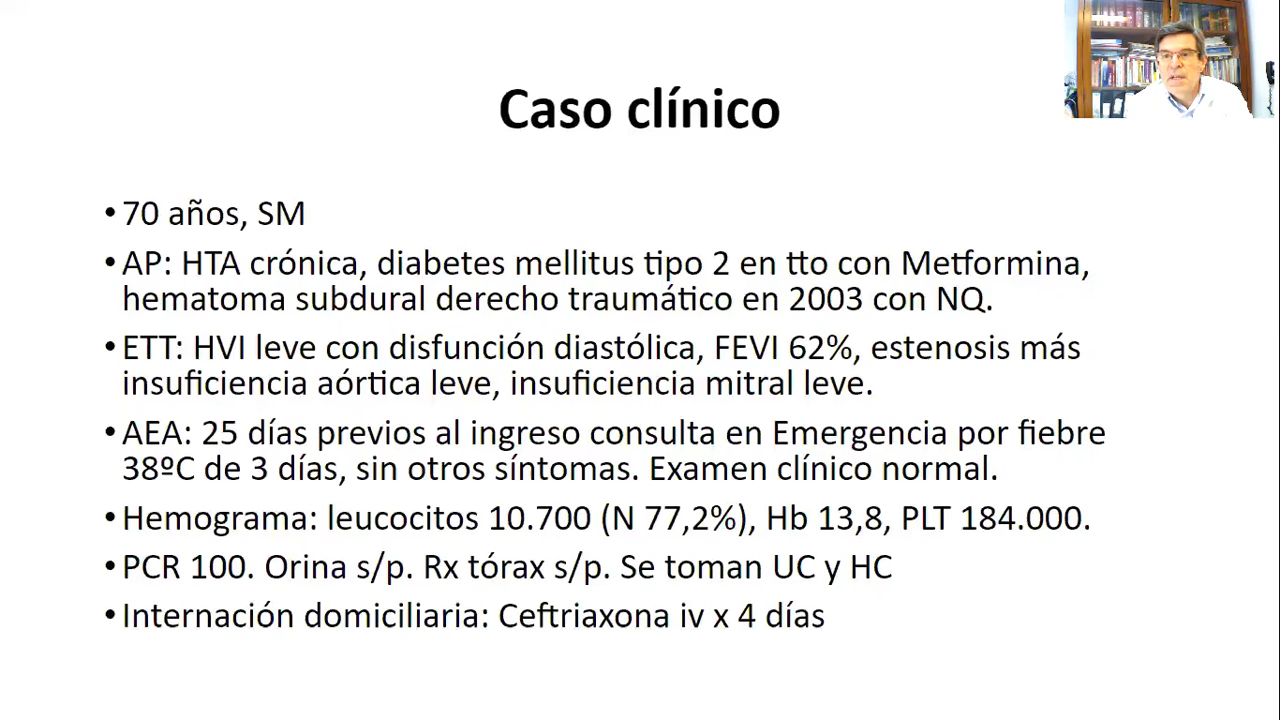 Caso clínico
• 70 años, SM
• AP: HTA crónica, diabetes mellitus tipo 2 en tto con Metformina,
hematoma subdural derecho traumático en 2003 con NQ.
• ETT: HVI leve con disfunción diastólica, FEVI 62%, estenosis más
insuficiencia aórtica leve, insuficiencia mitral leve.
• AEA: 25 días previos al ingreso consulta en Emergencia por fiebre
38ºC de 3 días, sin otros síntomas. Examen clínico normal.
• Hemograma: leucocitos 10.700 (N 77,2%), Hb 13,8, PLT 184.000.
• PCR 100. Orina s/p. Rx tórax s/p. Se toman UC y HC
• Internación domiciliaria: Ceftriaxona iv x 4 días